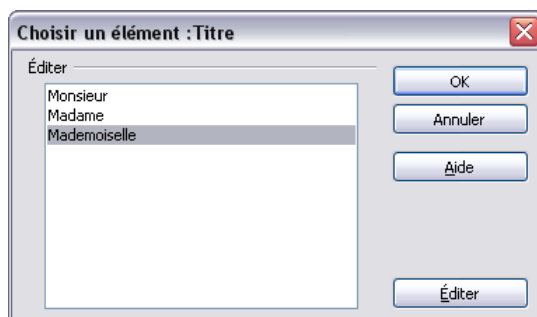 Choisir un élément :Titre
Éditer
Monsieur
Madame
Mademoiselle
OK
Annuler
Aide
Éditer